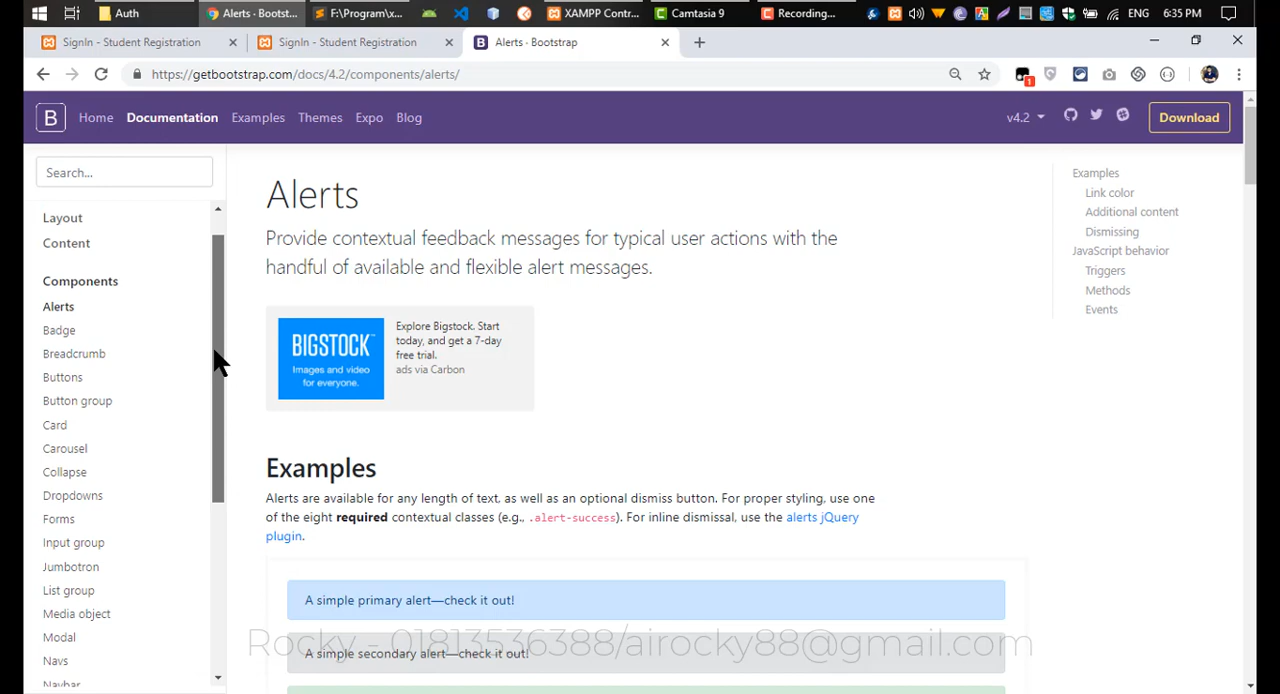 Auth
Alerts · Bootst...
F:\Program\x...
XAMPP Contr...
Camtasia 9
Recording...
ENG
6:35 PM
SignIn - Student Registration
SignIn - Student Registration
Alerts · Bootstrap
https://getbootstrap.com/docs/4.2/components/alerts/
1
B
Home
Documentation
Examples
Themes
Expo
Blog
v4.2
Download
Search...
Layout
Content
Components
Alerts
Badge
Breadcrumb
Buttons
Button group
Card
Carousel
Collapse
Dropdowns
Forms
Input group
Jumbotron
List group
Media object
Modal
Navs
Navbar
Alerts
Provide contextual feedback messages for typical user actions with the
handful of available and flexible alert messages.
BIGSTOCK™
Images and video
for everyone.
Explore Bigstock. Start
today, and get a 7-day
free trial.
ads via Carbon
Examples
Alerts are available for any length of text, as well as an optional dismiss button. For proper styling, use one
of the eight required contextual classes (e.g., .alert-success). For inline dismissal, use the alerts jQuery
plugin.
A simple primary alert—check it out!
A simple secondary alert—check it out!
Rocky - 01813536388/airocky88@gmail.com
Examples
Link color
Additional content
Dismissing
JavaScript behavior
Triggers
Methods
Events